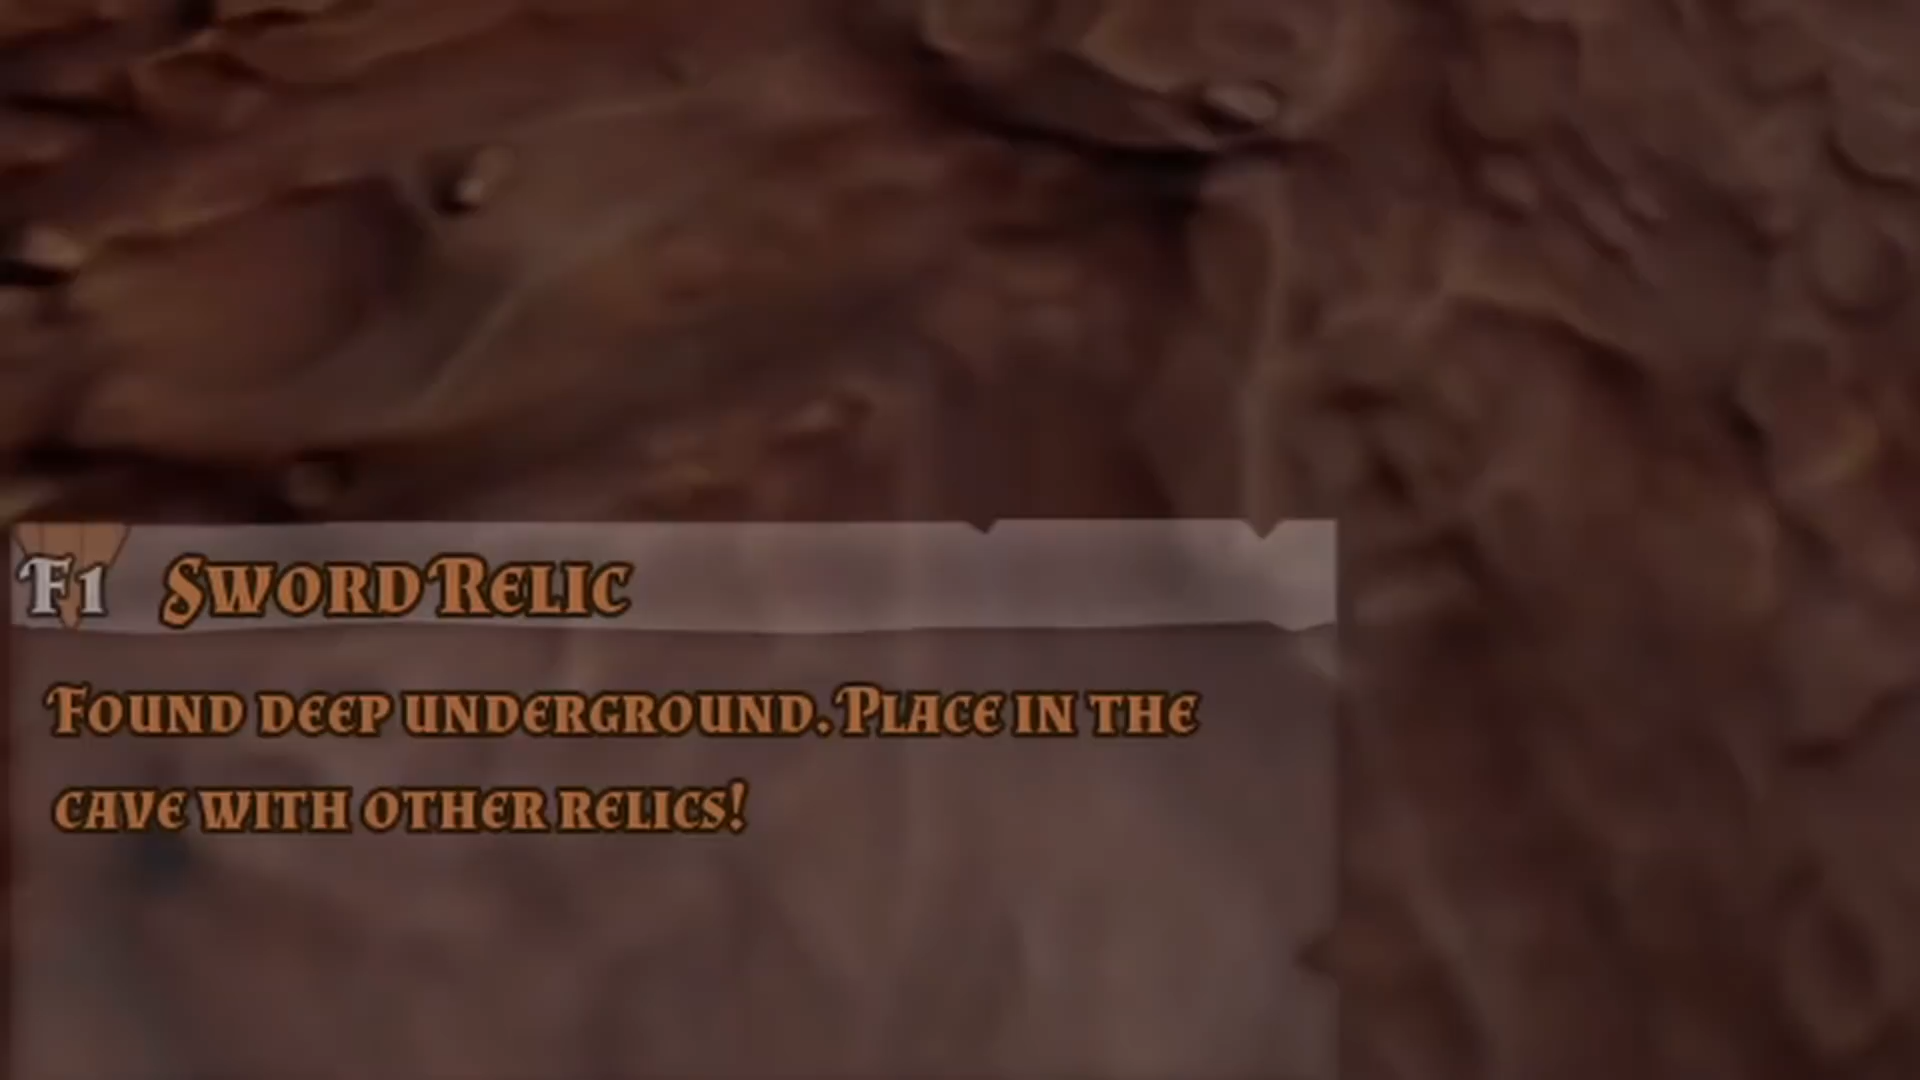 F1 Sword Relic
Found deep underground. Place in the
cave with other relics!